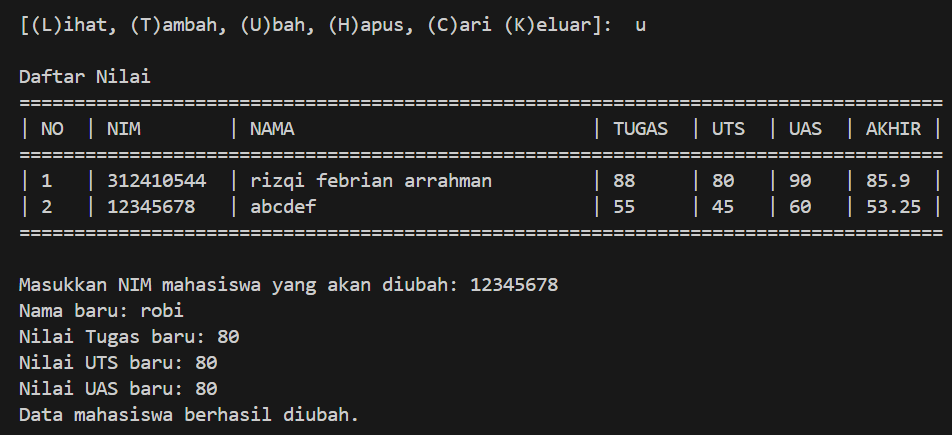 [(L)ihat, (T)ambah, (U)bah, (H)apus, (C)ari (K)eluar]:  u
Daftar Nilai
====================================================================================
| NO  | NIM        | NAMA                           | TUGAS  | UTS  | UAS  | AKHIR |
====================================================================================
| 1   | 312410544  | rizqi febrian arrahman         | 88     | 80   | 90   | 85.9  |
| 2   | 12345678   | abcdef                         | 55     | 45   | 60   | 53.25 |
====================================================================================
Masukkan NIM mahasiswa yang akan diubah: 12345678
Nama baru: robi
Nilai Tugas baru: 80
Nilai UTS baru: 80
Nilai UAS baru: 80
Data mahasiswa berhasil diubah.